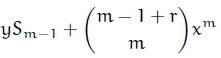 yS_{m−1} + \binom{m − 1 + r}{m} x^m